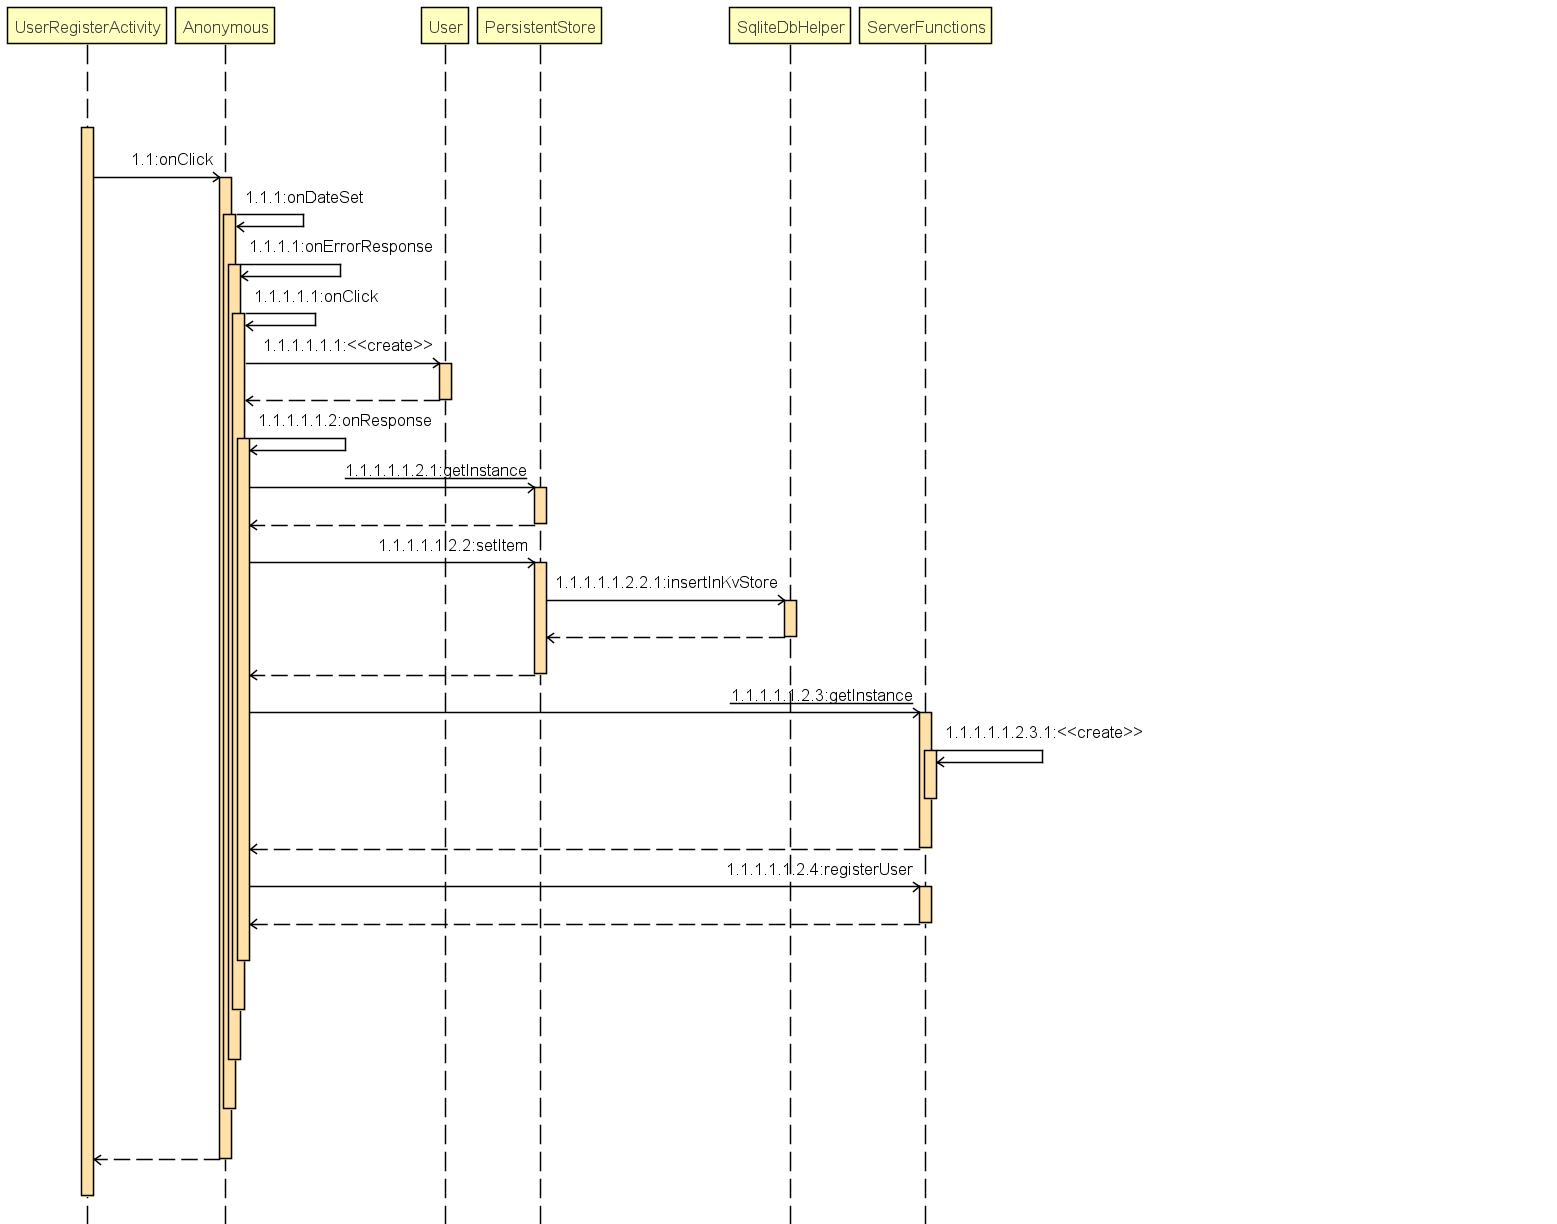 UserRegisterActivity
Anonymous
User
PersistentStore
SqliteDbHelper
ServerFunctions
1.1:onClick
1.1.1:onDateSet
1.1.1.1:onErrorResponse
1.1.1.1.1:onClick
1.1.1.1.1.1:<<create>>
1.1.1.1.1.2:onResponse
1.1.1.1.1.2.1:getInstance
1.1.1.1.1.2.2:setItem
1.1.1.1.1.2.2.1:insertInKvStore
1.1.1.1.1.2.3:getInstance
1.1.1.1.1.2.3.1:<<create>>
1.1.1.1.1.2.4:registerUser